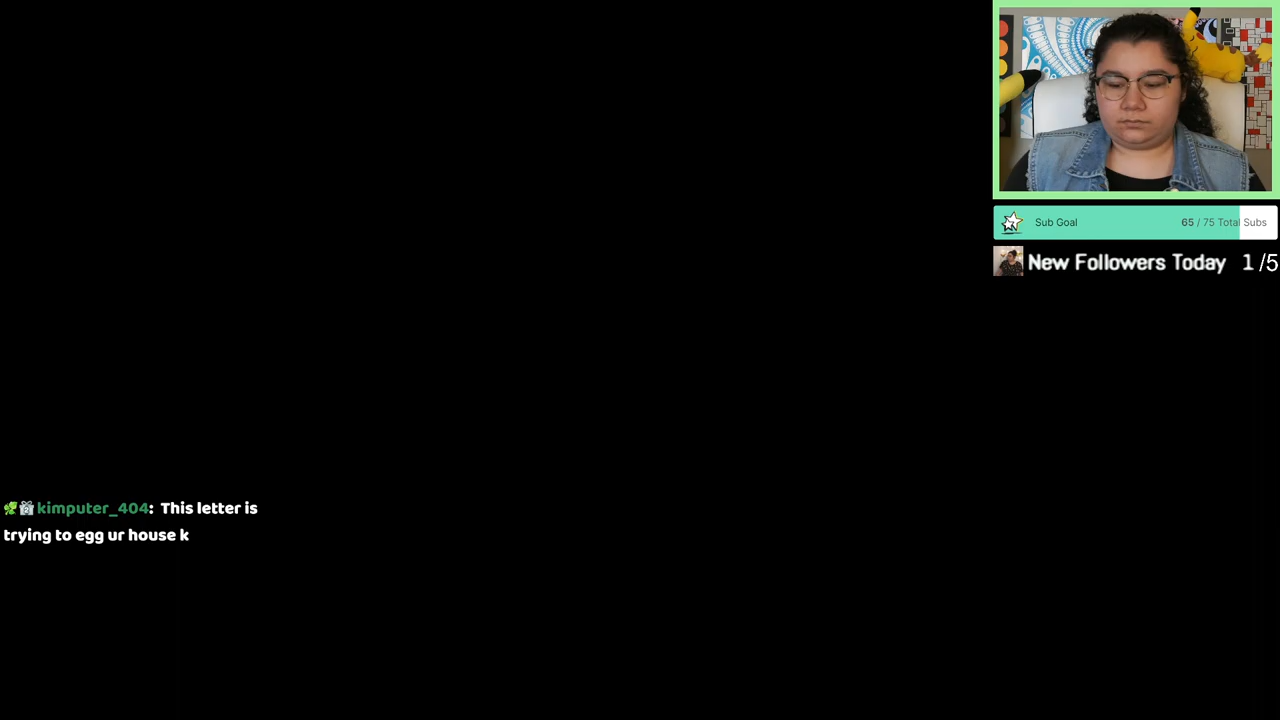 Sub Goal 65 / 75 Total Subs
New Followers Today 1 /5
kimputer_404: This letter is
trying to egg ur house k